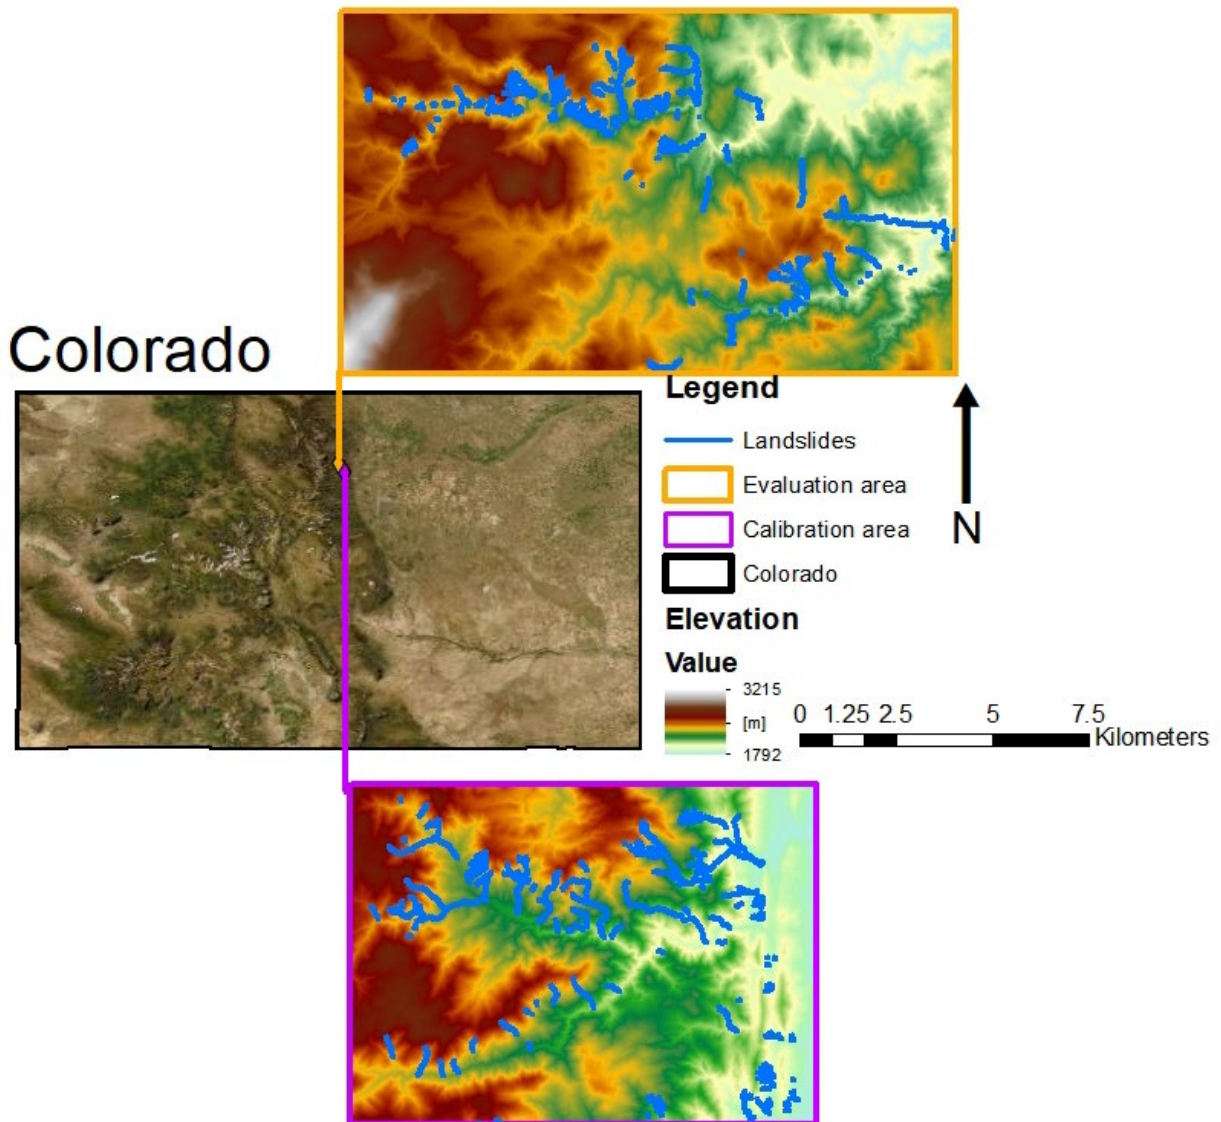 Colorado
Legend
Landslides
Evaluation area
Calibration area
Colorado
N
Elevation
Value
3215
[m]
1792
0 1.25 2.5 5 7.5
Kilometers